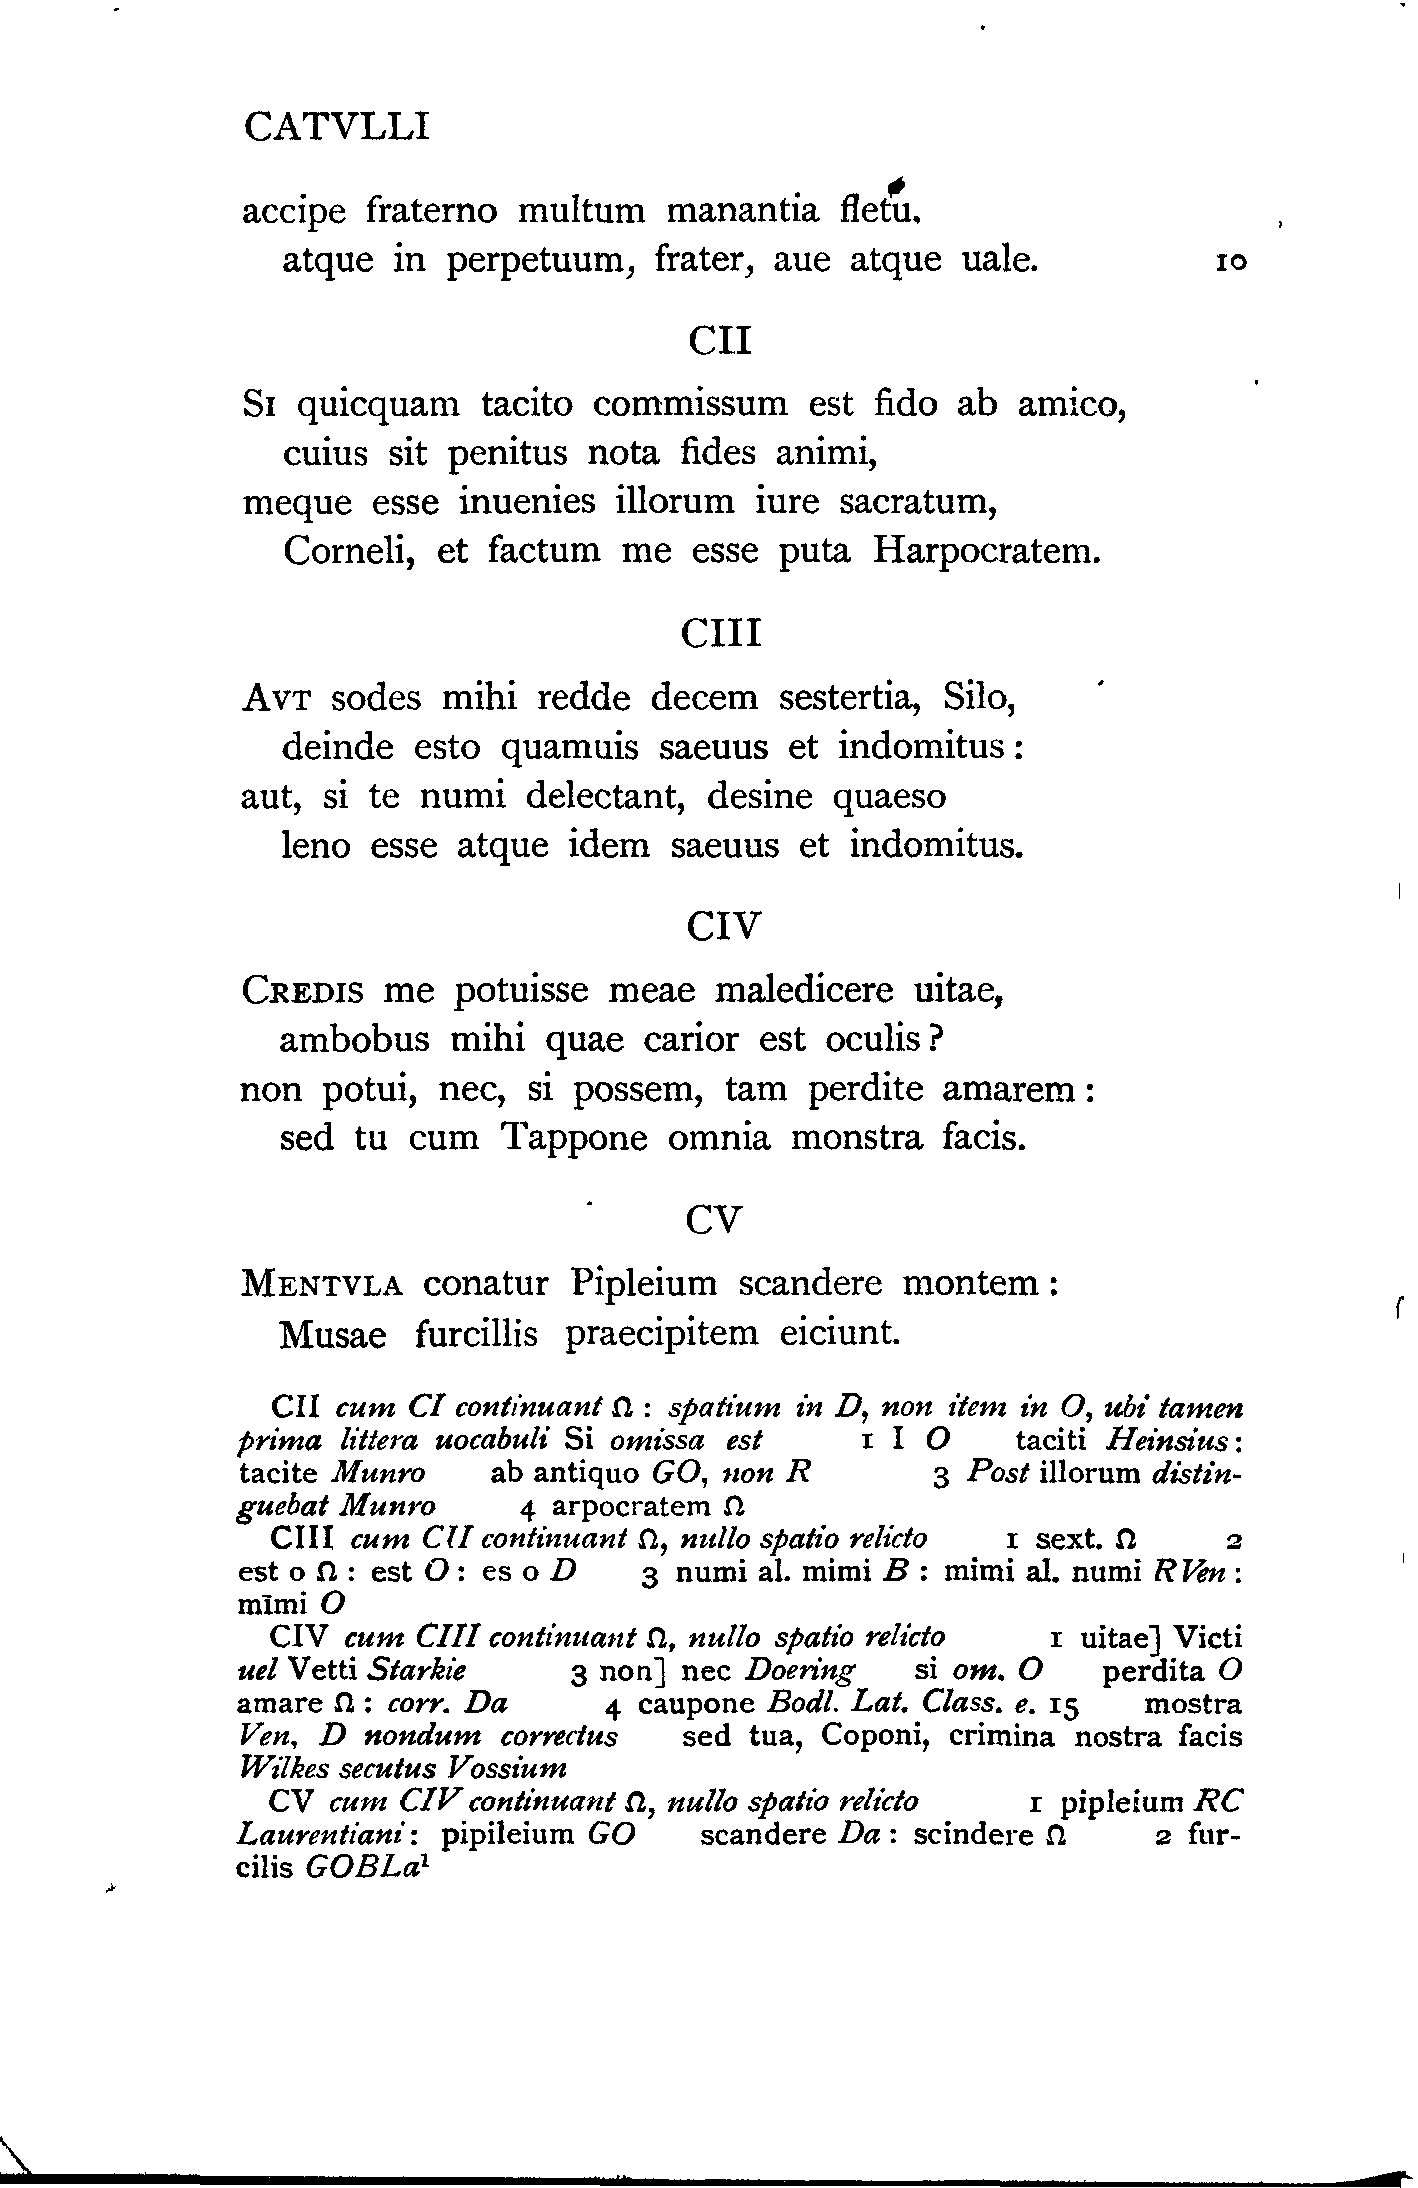 CATVLLI
accipe fraterno multum manantia fletu.
atque in perpetuum, frater, aue atque uale. 10
CII
SI quicquam tacito commissum est fido ab amico,
cuius sit penitus nota fides animi,
meque esse inuenies illorum iure sacratum,
Corneli, et factum me esse puta Harpocratem.
CIII
AVT sodes mihi redde decem sestertia, Silo,
deinde esto quamuis saeuus et indomitus :
aut, si te numi delectant, desine quaeso
leno esse atque idem saeuus et indomitus.
CIV
CREDIS me potuisse meae maledicere uitae,
ambobus mihi quae carior est oculis ?
non potui, nec, si possem, tam perdite amarem :
sed tu cum Tappone omnia monstra facis.
CV
MENTVLA conatur Pipleium scandere montem :
Musae furcillis praecipitem eiciunt.
CII cum CI continuant Ω : spatium in D, non item in O, ubi tamen
prima littera uocabuli Si omissa est 1 I O taciti Heinsius :
tacite Munro ab antiquo GO, non R 3 Post illorum distin-
guebat Munro 4 arpocratem Ω
CIII cum CII continuant Ω, nullo spatio relicto 1 sext. Ω 2
est o Ω : est O : es o D 3 numi al. mimi B : mimi al. numi R Ven :
mīmi O
CIV cum CIII continuant Ω, nullo spatio relicto 1 uitae] Victi
uel Vetti Starkie 3 non] nec Doering si om. O perdita O
amare Ω : corr. Da 4 caupone Bodl. Lat. Class. e. 15 mostra
Ven, D nondum correctus sed tua, Coponi, crimina nostra facis
Wilkes secutus Vossium
CV cum CIV continuant Ω, nullo spatio relicto 1 pipleium RC
Laurentiani : pipileium GO scandere Da : scindere Ω 2 fur-
cilis GOBLa¹